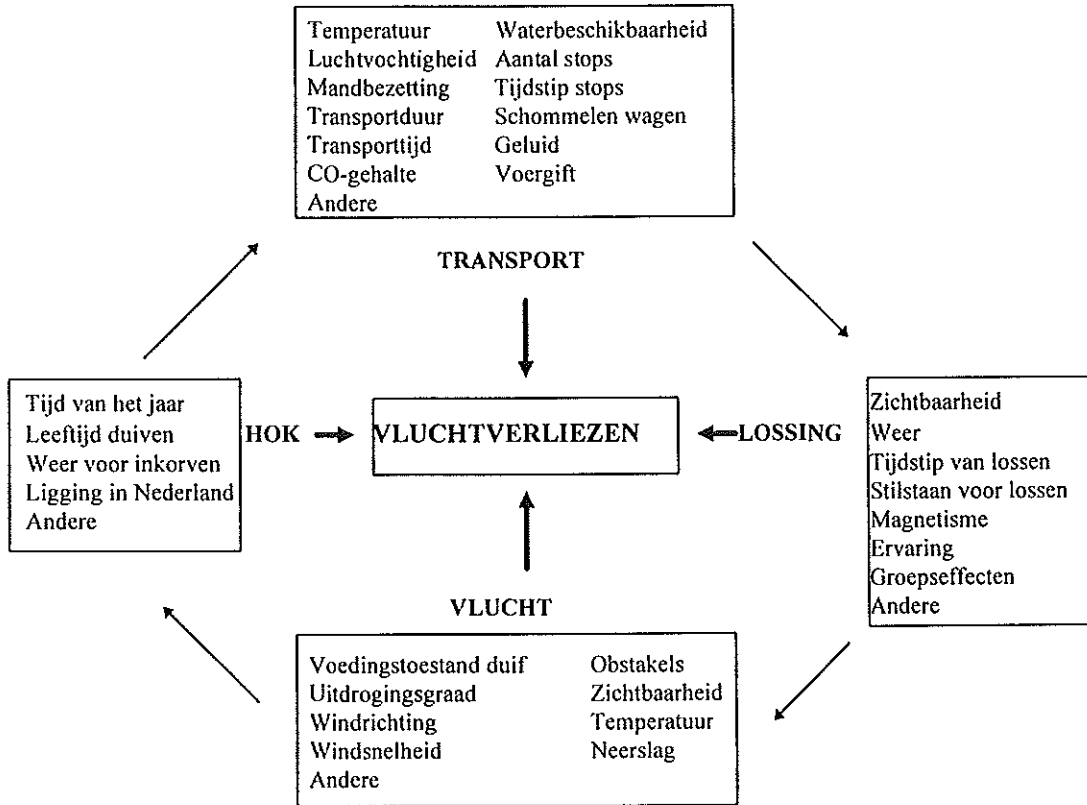 Temperatuur Waterbeschikbaarheid
Luchtvochtigheid Aantal stops
Mandbezetting Tijdstip stops
Transportduur Schommelen wagen
Transporttijd Geluid
CO-gehalte Voergift
Andere
TRANSPORT
Tijd van het jaar
Leeftijd duiven
Weer voor inkorven
Ligging in Nederland
Andere
HOK
VLUCHTVERLIEZEN
LOSSING
Zichtbaarheid
Weer
Tijdstip van lossen
Stilstaan voor lossen
Magnetisme
Ervaring
Groepseffecten
Andere
VLUCHT
Voedingstoestand duif Obstakels
Uitdrogingsgraad Zichtbaarheid
Windrichting Temperatuur
Windsnelheid Neerslag
Andere